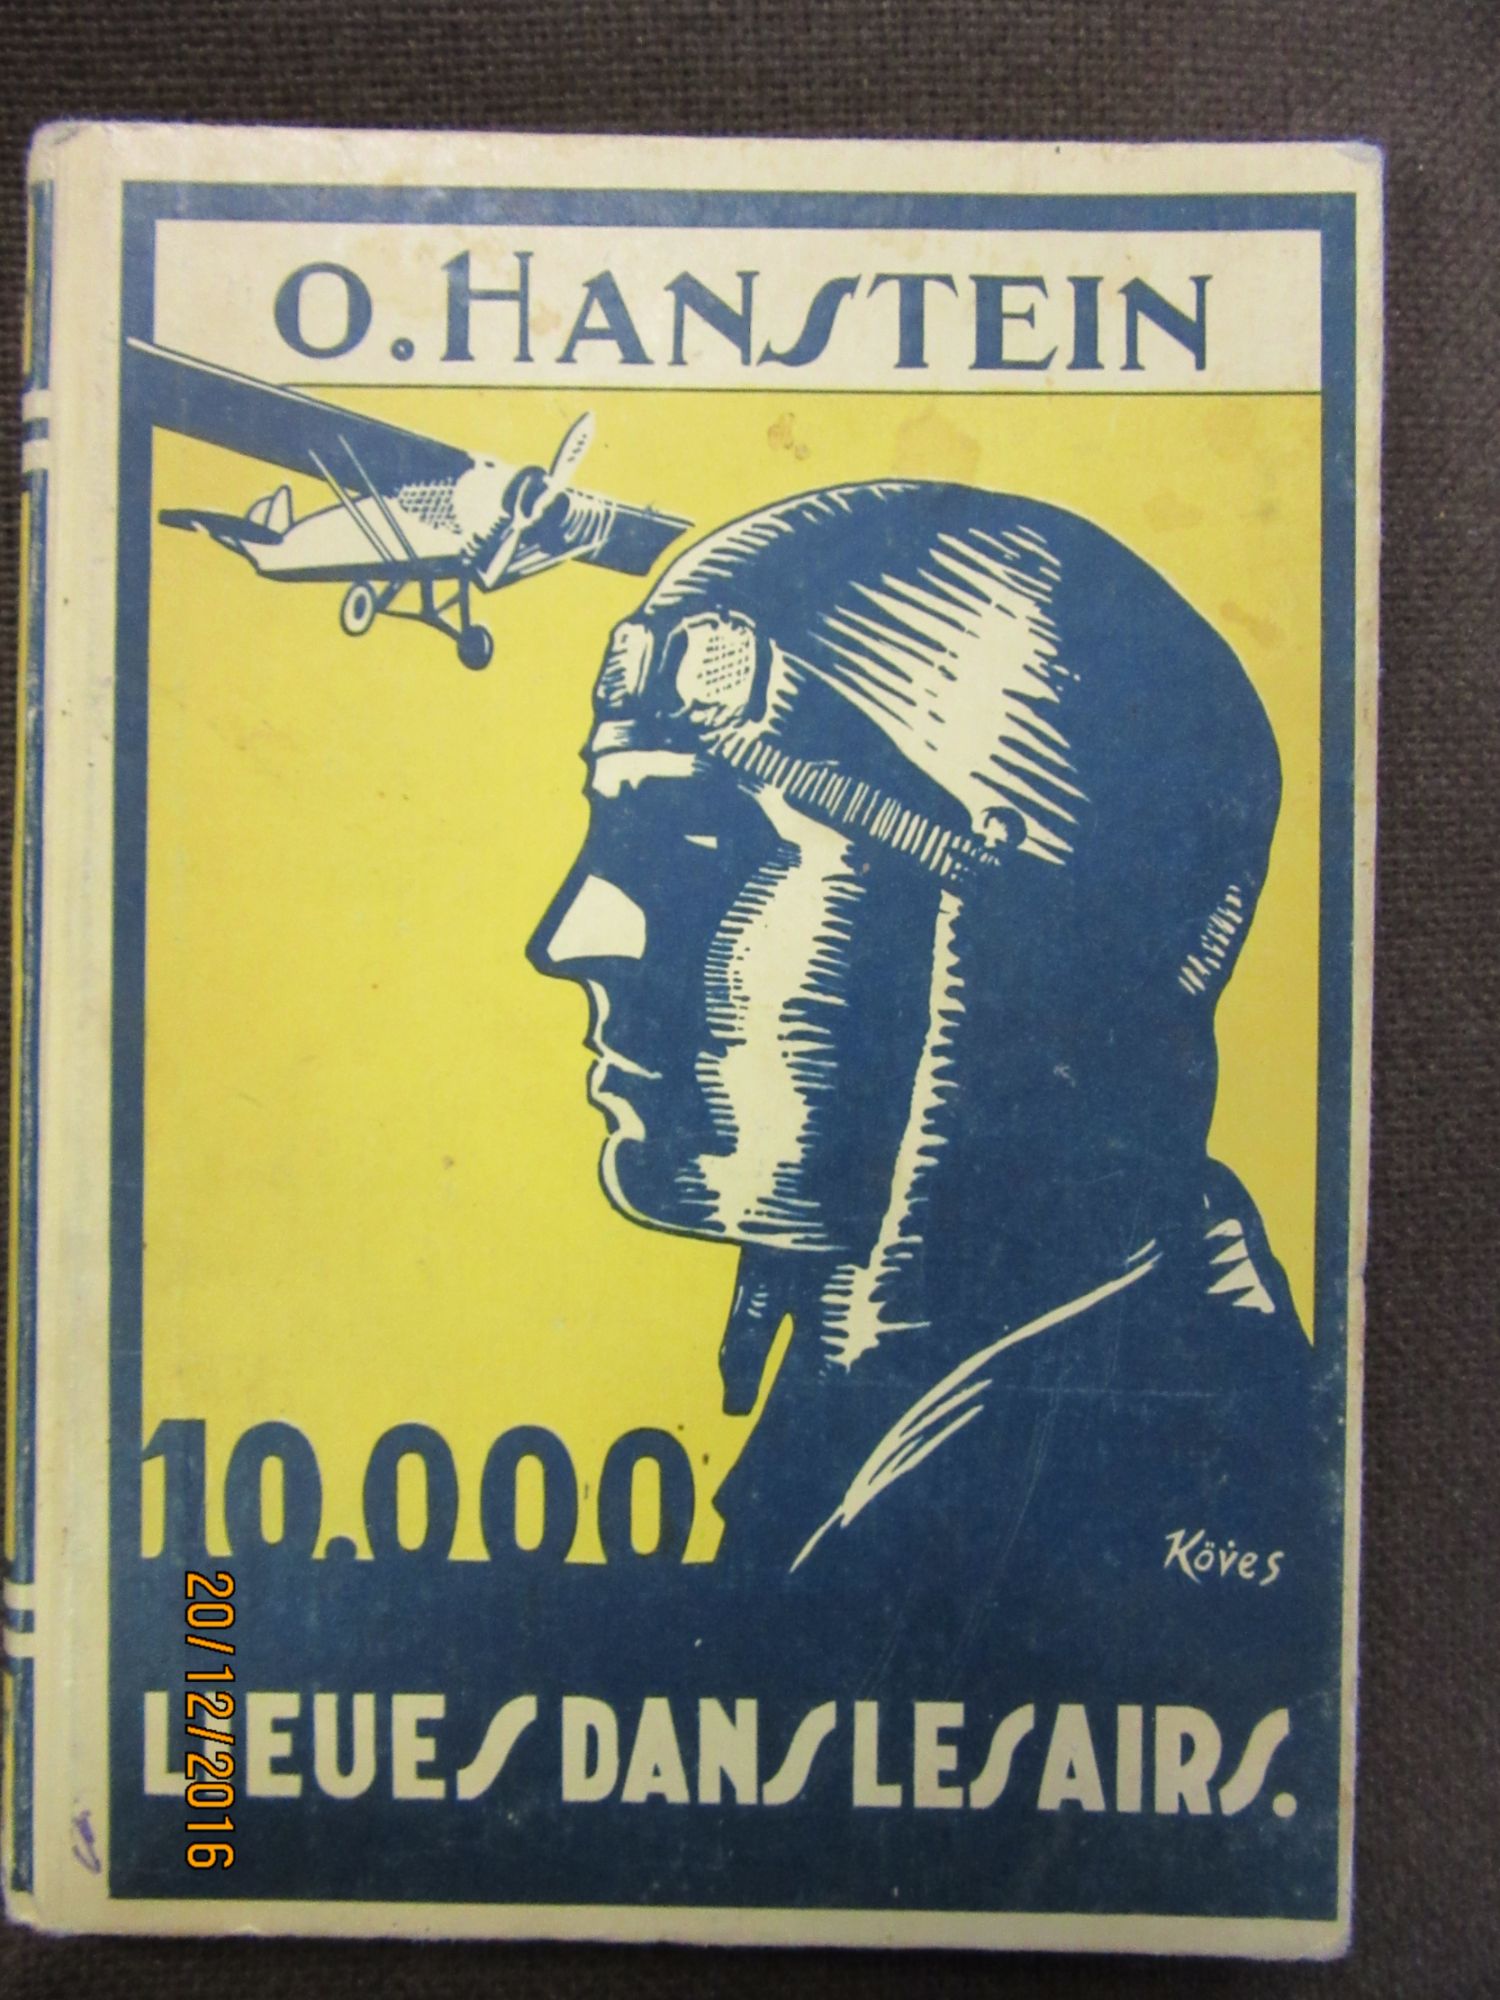 O. HANSTEIN
10.000
Köves
LIEUES DANS LES AIRS.
20/12/2016